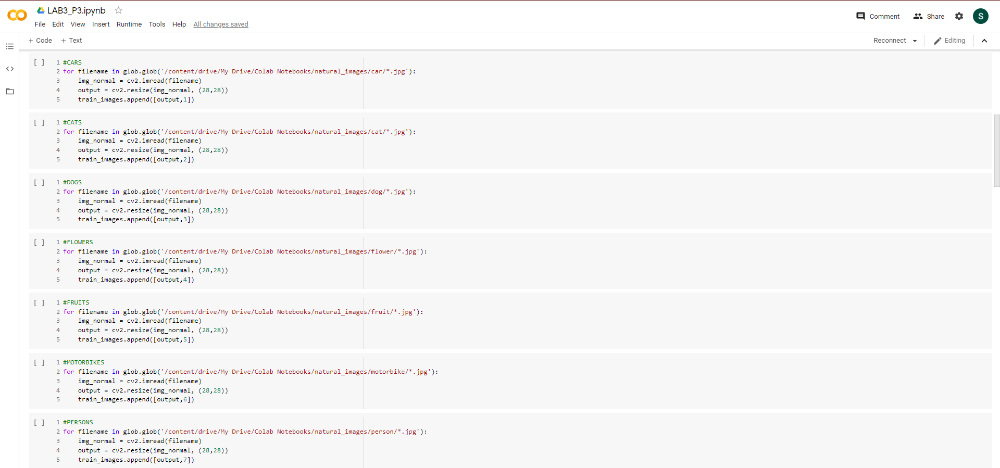 LAB3_P3.ipynb
File Edit View Insert Runtime Tools Help All changes saved
Comment Share S
+ Code + Text
Reconnect Editing
[ ] 1 #CARS
2 for filename in glob.glob('/content/drive/My Drive/Colab Notebooks/natural_images/car/*.jpg'):
3     img_normal = cv2.imread(filename)
4     output = cv2.resize(img_normal, (28,28))
5     train_images.append([output,1])
[ ] 1 #CATS
2 for filename in glob.glob('/content/drive/My Drive/Colab Notebooks/natural_images/cat/*.jpg'):
3     img_normal = cv2.imread(filename)
4     output = cv2.resize(img_normal, (28,28))
5     train_images.append([output,2])
[ ] 1 #DOGS
2 for filename in glob.glob('/content/drive/My Drive/Colab Notebooks/natural_images/dog/*.jpg'):
3     img_normal = cv2.imread(filename)
4     output = cv2.resize(img_normal, (28,28))
5     train_images.append([output,3])
[ ] 1 #FLOWERS
2 for filename in glob.glob('/content/drive/My Drive/Colab Notebooks/natural_images/flower/*.jpg'):
3     img_normal = cv2.imread(filename)
4     output = cv2.resize(img_normal, (28,28))
5     train_images.append([output,4])
[ ] 1 #FRUITS
2 for filename in glob.glob('/content/drive/My Drive/Colab Notebooks/natural_images/fruit/*.jpg'):
3     img_normal = cv2.imread(filename)
4     output = cv2.resize(img_normal, (28,28))
5     train_images.append([output,5])
[ ] 1 #MOTORBIKES
2 for filename in glob.glob('/content/drive/My Drive/Colab Notebooks/natural_images/motorbike/*.jpg'):
3     img_normal = cv2.imread(filename)
4     output = cv2.resize(img_normal, (28,28))
5     train_images.append([output,6])
[ ] 1 #PERSONS
2 for filename in glob.glob('/content/drive/My Drive/Colab Notebooks/natural_images/person/*.jpg'):
3     img_normal = cv2.imread(filename)
4     output = cv2.resize(img_normal, (28,28))
5     train_images.append([output,7])